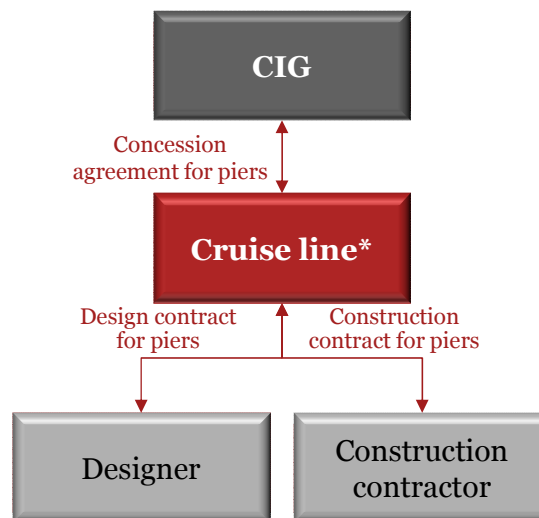 CIG
Concession
agreement for piers
Cruise line*
Design contract
for piers
Construction
contract for piers
Designer
Construction
contractor